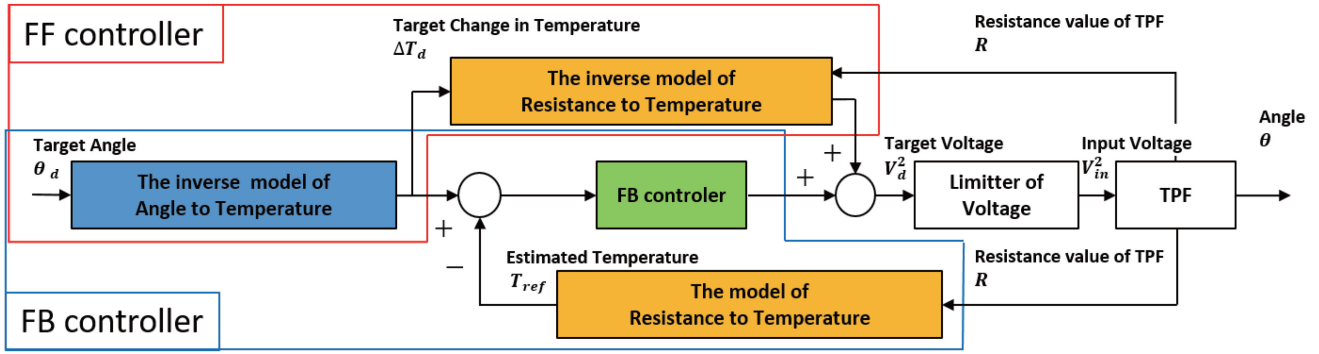 FF controller
Target Change in Temperature
ΔT_d
Resistance value of TPF
R
The inverse model of
Resistance to Temperature
Target Angle
θ_d
The inverse model of
Angle to Temperature
+
−
FB controler
+
+
Target Voltage
V_d^2
Limitter of
Voltage
Input Voltage
V_in^2
TPF
Angle
θ
Estimated Temperature
T_ref
The model of
Resistance to Temperature
Resistance value of TPF
R
FB controller